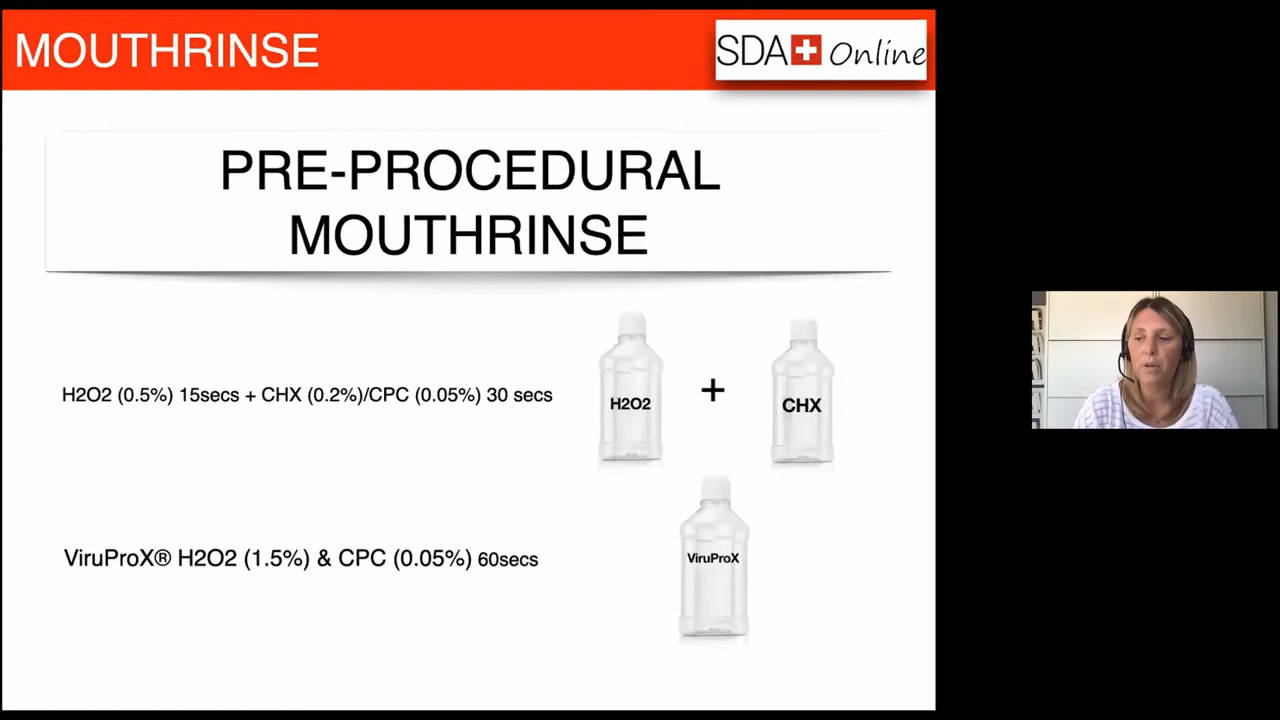 MOUTHRINSE
SDA Online
PRE-PROCEDURAL
MOUTHRINSE
H2O2 (0.5%) 15secs + CHX (0.2%)/CPC (0.05%) 30 secs
H2O2
+
CHX
ViruProX® H2O2 (1.5%) & CPC (0.05%) 60secs
ViruProX